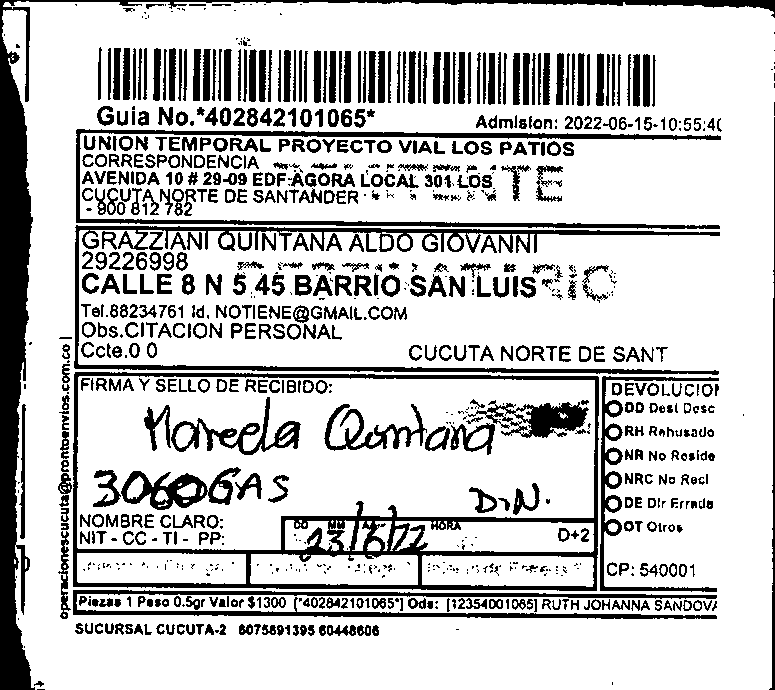 Guia No.*402842101065*
Admision: 2022-06-15-10:55:40
UNION TEMPORAL PROYECTO VIAL LOS PATIOS
CORRESPONDENCIA
AVENIDA 10 # 29-09 EDF.AGORA LOCAL 301 LOS
CUCUTA NORTE DE SANTANDER
- 900 812 782
GRAZZIANI QUINTANA ALDO GIOVANNI
29226998
CALLE 8 N 5 45 BARRIO SAN LUIS
Tel.88234761 Id. NOTIENE@GMAIL.COM
Obs.CITACION PERSONAL
Ccte.0 0 CUCUTA NORTE DE SANT
operacionescucuta@prontoenvios.com.co |
FIRMA Y SELLO DE RECIBIDO:
Marcela Quintana
GAS
D.N.
NOMBRE CLARO:
NIT - CC - TI - PP:
DD MM AA HORA
23/6/22
D+2
DEVOLUCION
DD Dest Desc
RH Rehusado
NR No Reside
NRC No Recl
DE Dir Errada
OT Otros
CP: 540001
Piezas 1 Peso 0.5gr Valor $1300 [*402842101065*] Ods: [12354001065] RUTH JOHANNA SANDOVA
SUCURSAL CUCUTA-2 6075891395 60448606